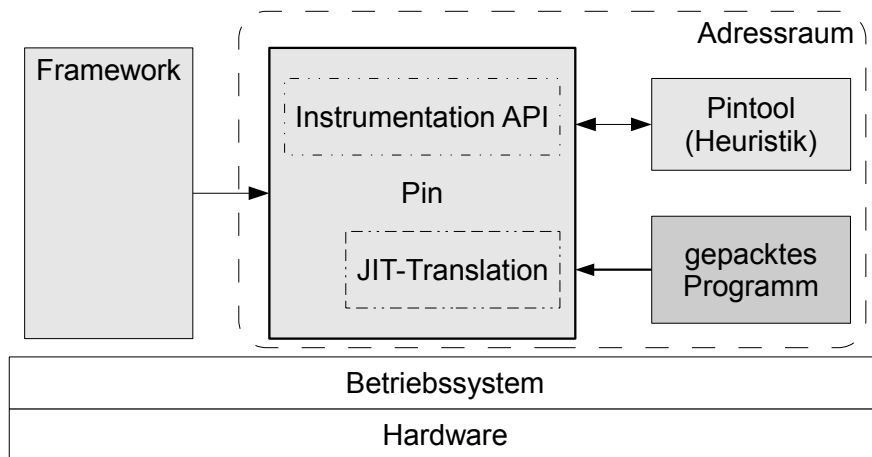 Adressraum
Framework
Instrumentation API
Pintool
(Heuristik)
Pin
JIT-Translation
gepacktes
Programm
Betriebssystem
Hardware